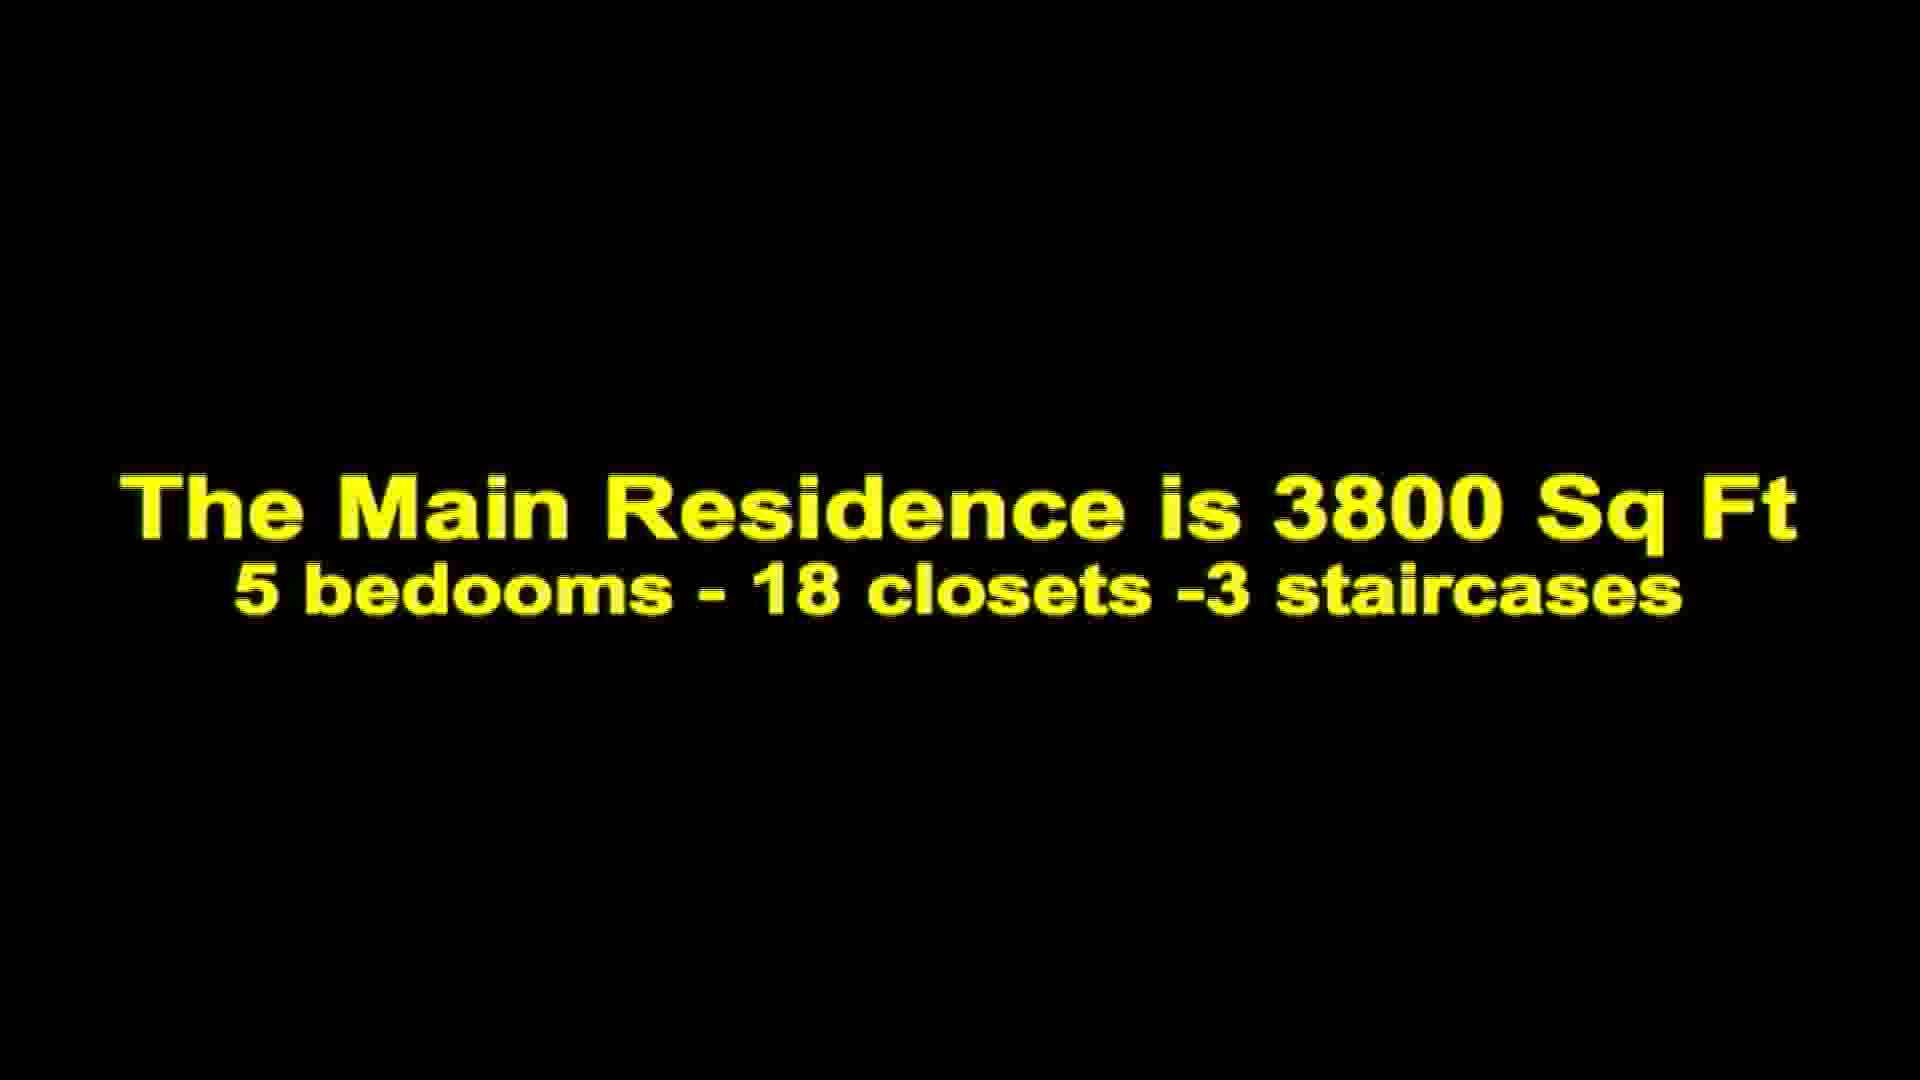 The Main Residence is 3800 Sq Ft
5 bedooms - 18 closets -3 staircases